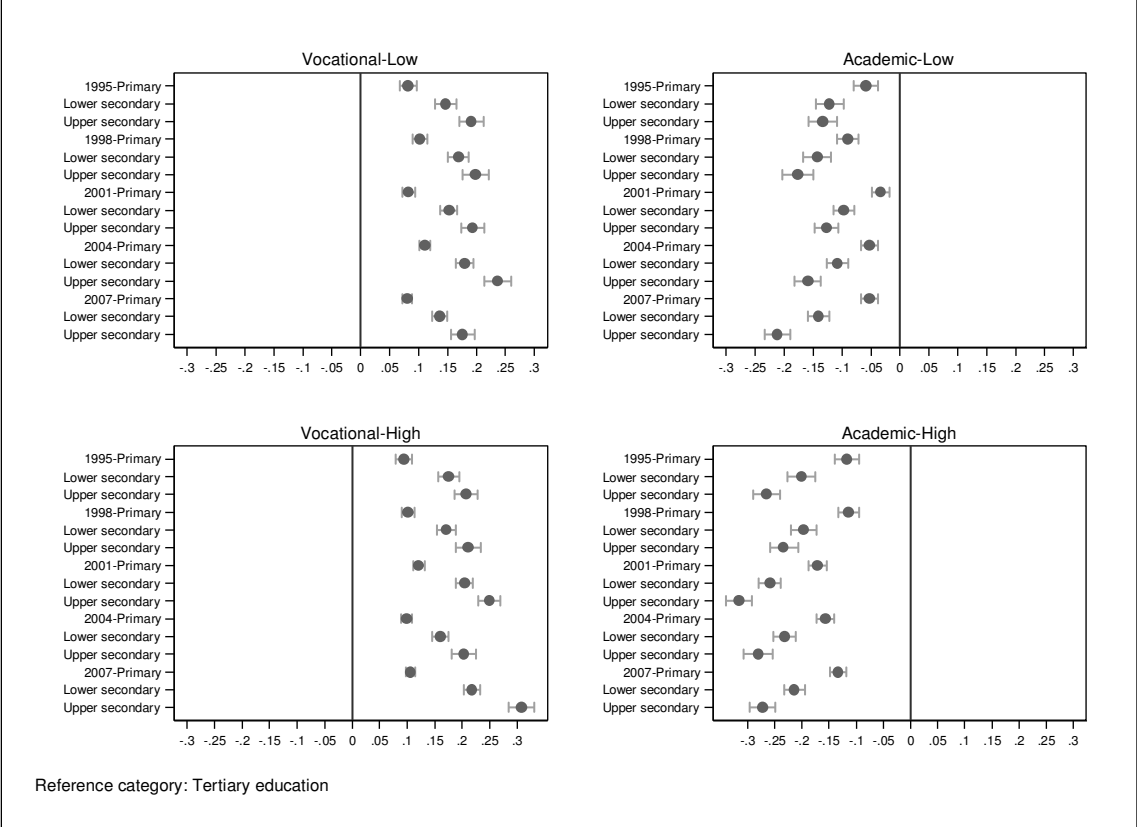 Vocational-Low
1995-Primary
Lower secondary
Upper secondary
1998-Primary
Lower secondary
Upper secondary
2001-Primary
Lower secondary
Upper secondary
2004-Primary
Lower secondary
Upper secondary
2007-Primary
Lower secondary
Upper secondary
-.3 -.25 -.2 -.15 -.1 -.05 0 .05 .1 .15 .2 .25 .3
Academic-Low
1995-Primary
Lower secondary
Upper secondary
1998-Primary
Lower secondary
Upper secondary
2001-Primary
Lower secondary
Upper secondary
2004-Primary
Lower secondary
Upper secondary
2007-Primary
Lower secondary
Upper secondary
-.3 -.25 -.2 -.15 -.1 -.05 0 .05 .1 .15 .2 .25 .3
Vocational-High
1995-Primary
Lower secondary
Upper secondary
1998-Primary
Lower secondary
Upper secondary
2001-Primary
Lower secondary
Upper secondary
2004-Primary
Lower secondary
Upper secondary
2007-Primary
Lower secondary
Upper secondary
-.3 -.25 -.2 -.15 -.1 -.05 0 .05 .1 .15 .2 .25 .3
Academic-High
1995-Primary
Lower secondary
Upper secondary
1998-Primary
Lower secondary
Upper secondary
2001-Primary
Lower secondary
Upper secondary
2004-Primary
Lower secondary
Upper secondary
2007-Primary
Lower secondary
Upper secondary
-.3 -.25 -.2 -.15 -.1 -.05 0 .05 .1 .15 .2 .25 .3
Reference category: Tertiary education